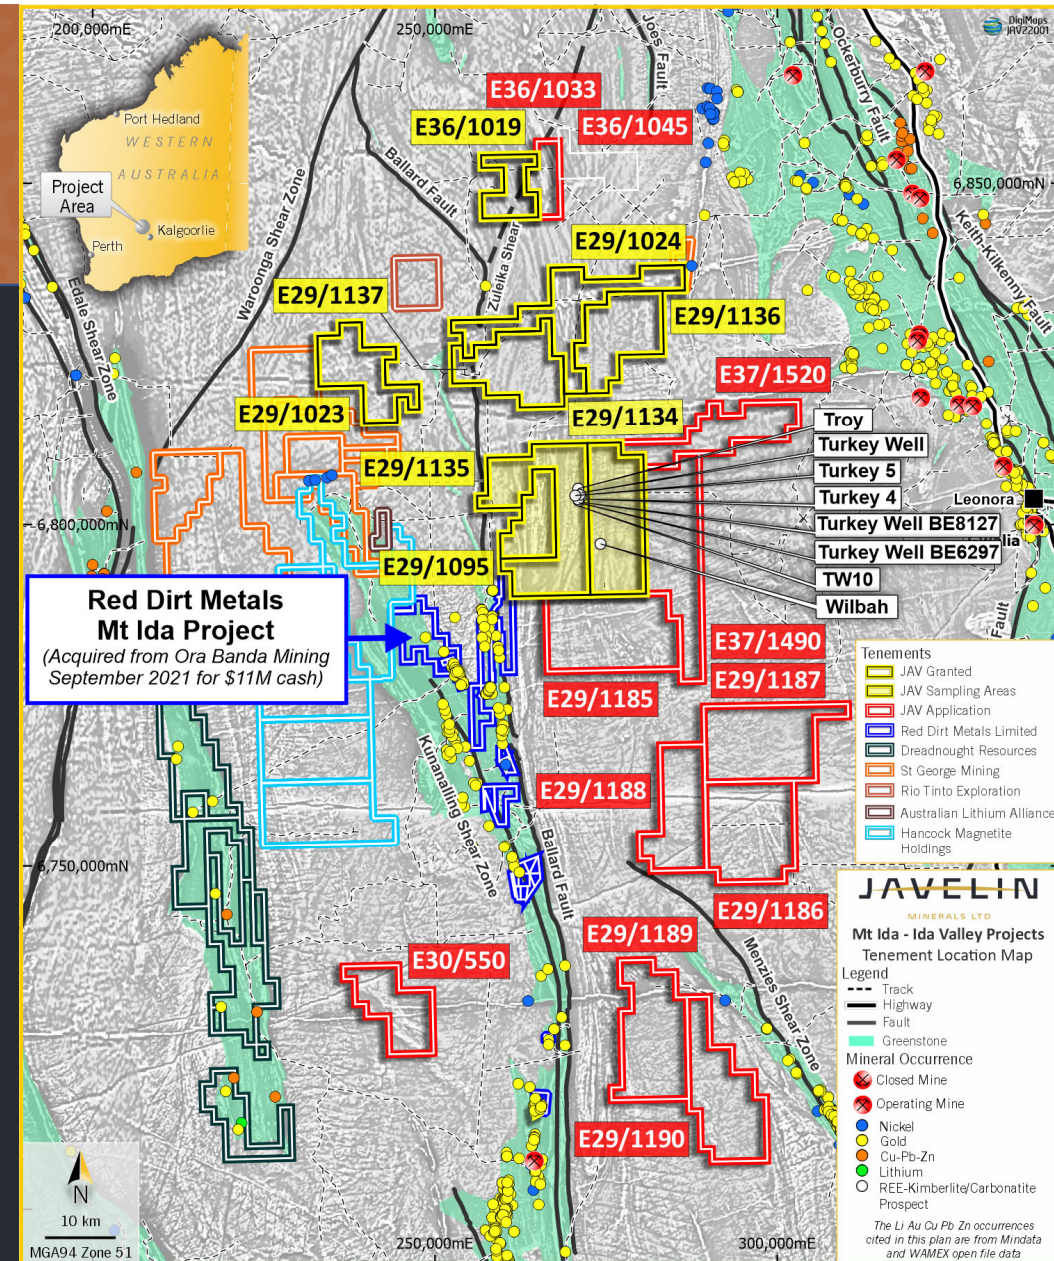 200,000mE
250,000mE
DigiMaps
JAV22001
Port Hedland
WESTERN
AUSTRALIA
Project
Area
Kalgoorlie
Perth
Joes Fault
Ockerburry Fault
E36/1033
E36/1019
E36/1045
6,850,000mN
Ballard Fault
Waroonga Shear Zone
Keith-Kilkenny Fault
Edale Shear Zone
Zuleika Shear
E29/1024
E29/1137
E29/1136
E37/1520
E29/1023
E29/1134
E29/1135
Troy
Turkey Well
Turkey 5
Turkey 4
Turkey Well BE8127
Turkey Well BE6297
TW10
Wilbah
Leonora
6,800,000mN
E29/1095
Red Dirt Metals
Mt Ida Project
(Acquired from Ora Banda Mining
September 2021 for $11M cash)
Fault
E37/1490
E29/1187
E29/1185
Tenements
JAV Granted
JAV Sampling Areas
JAV Application
Red Dirt Metals Limited
Dreadnought Resources
St George Mining
Rio Tinto Exploration
Australian Lithium Alliance
Hancock Magnetite
Holdings
Kunanalling Shear Zone
E29/1188
Ballard Fault
6,750,000mN
E29/1186
E29/1189
E30/550
Menzies Shear Zone
E29/1190
JAVELIN
MINERALS LTD
Mt Ida - Ida Valley Projects
Tenement Location Map
Legend
Track
Highway
Fault
Greenstone
Mineral Occurrence
Closed Mine
Operating Mine
Nickel
Gold
Cu-Pb-Zn
Lithium
REE-Kimberlite/Carbonatite
Prospect
The Li Au Cu Pb Zn occurrences
cited in this plan are from Mindata
and WAMEX open file data
N
10 km
MGA94 Zone 51
250,000mE
300,000mE